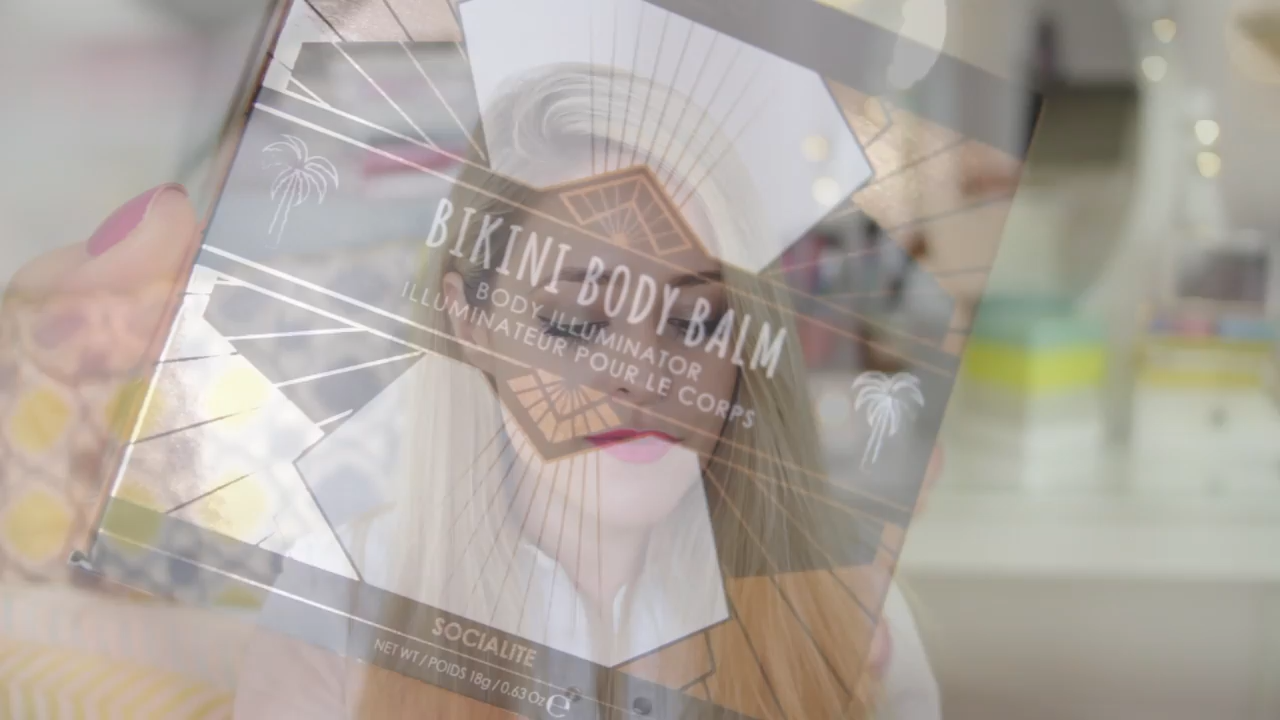 BIKINI BODY BALM
BODY ILLUMINATOR
ILLUMINATEUR POUR LE CORPS
SOCIALITE
NET WT / POIDS 18g / 0.63 Oz ℮